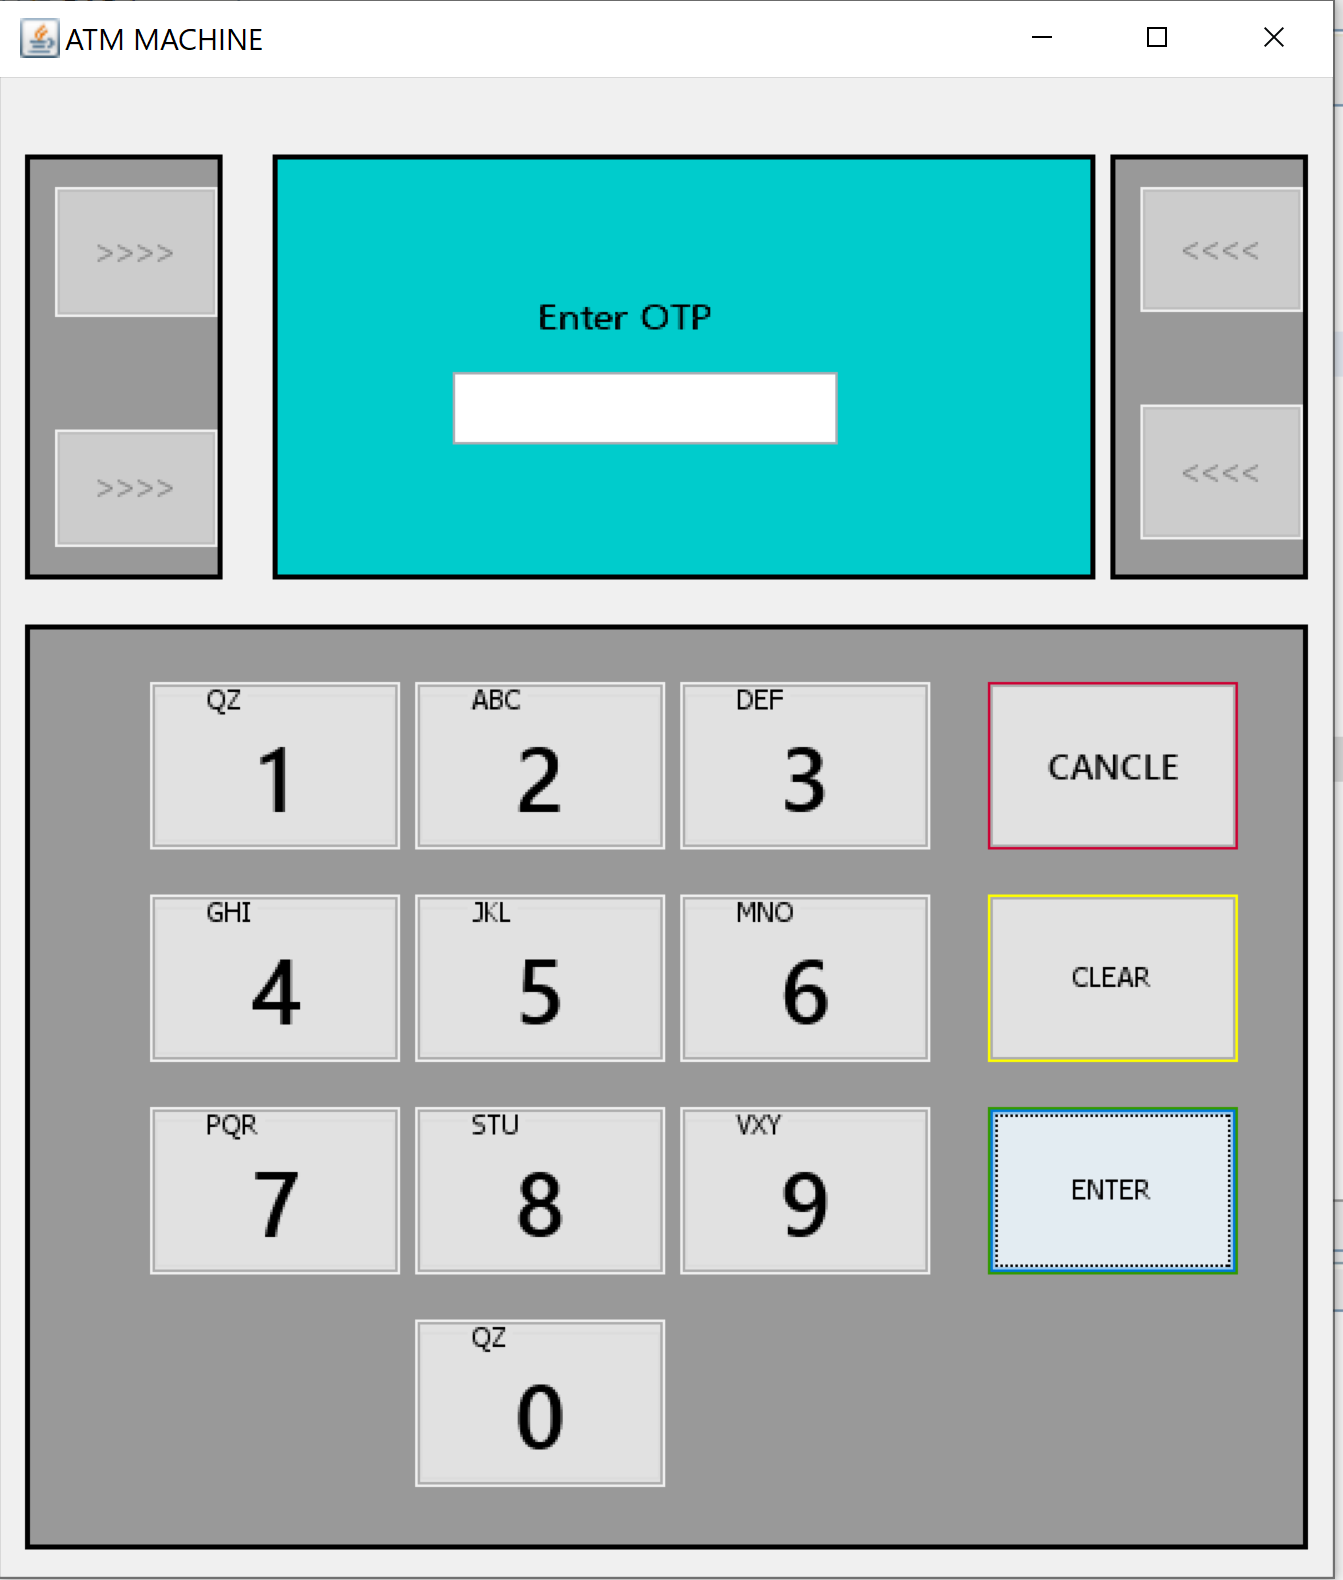 ATM MACHINE
>>>>
<<<<
Enter OTP
>>>>
<<<<
QZ ABC DEF
1 2 3 CANCLE
GHI JKL MNO
4 5 6 CLEAR
PQR STU VXY
7 8 9 ENTER
QZ
0